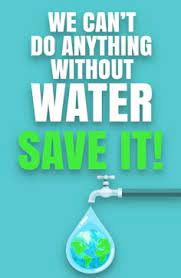 WE CAN'T
DO ANYTHING
WITHOUT
WATER
SAVE IT!